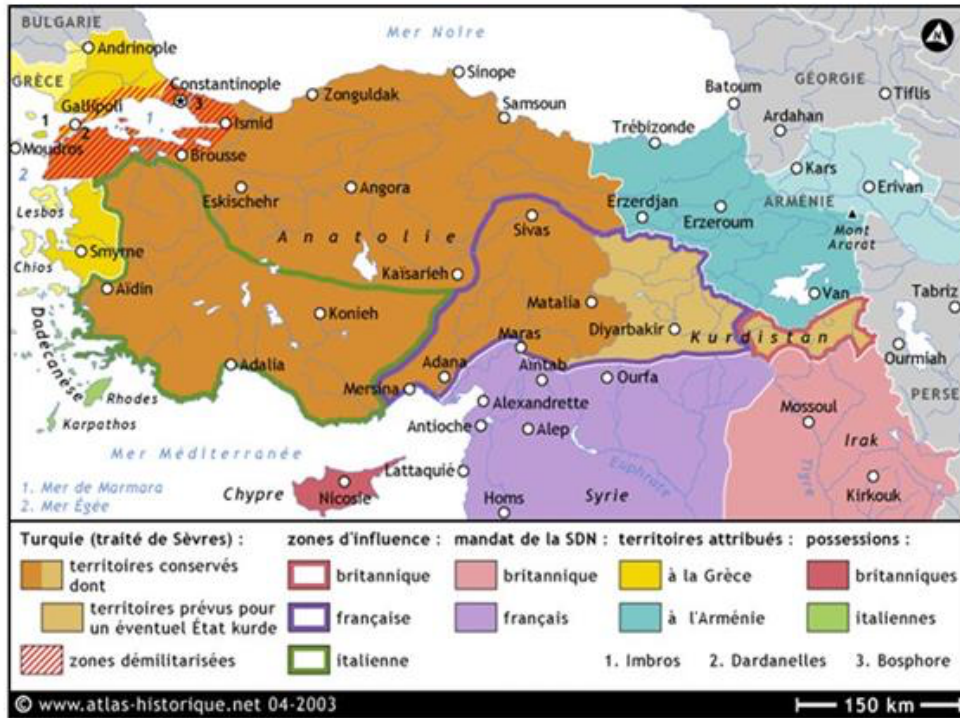 BULGARIE
Andrinople
Mer Noire
N
GRÈCE
Constantinople
3
Sinope
Zonguldak
Samsoun
Batoum
GÉORGIE
Tiflis
Gallipoli
1
2
1
Ismid
Trébizonde
Ardahan
Moudros
Brousse
Kars
2
Eskischehr
Angora
Erzerdjan
Erzeroum
ARMÉNIE
Erivan
Lesbos
Sivas
Mont
Ararat
Anatolie
Smyrne
Chios
Kaïsarieh
Aïdin
Van
Tabriz
Konieh
Matalia
Diyarbakir
Kurdistan
Dodécanèse
Maras
Adalia
Adana
Aïntab
Ourfa
Ourmiah
Mersina
PERSE
Rhodes
Alexandrette
Mossoul
Karpathos
Antioche
Alep
Irak
Mer Méditerranée
Lattaquié
Euphrate
Tigre
1. Mer de Marmara
2. Mer Égée
Chypre
Nicosie
Syrie
Kirkouk
Homs
Turquie (traité de Sèvres) :
territoires conservés
dont
territoires prévus pour
un éventuel État kurde
zones démilitarisées
zones d'influence :
britannique
française
italienne
mandat de la SDN :
britannique
français
territoires attribués :
à la Grèce
à l'Arménie
possessions :
britanniques
italiennes
1. Imbros 2. Dardanelles 3. Bosphore
© www.atlas-historique.net 04-2003
150 km